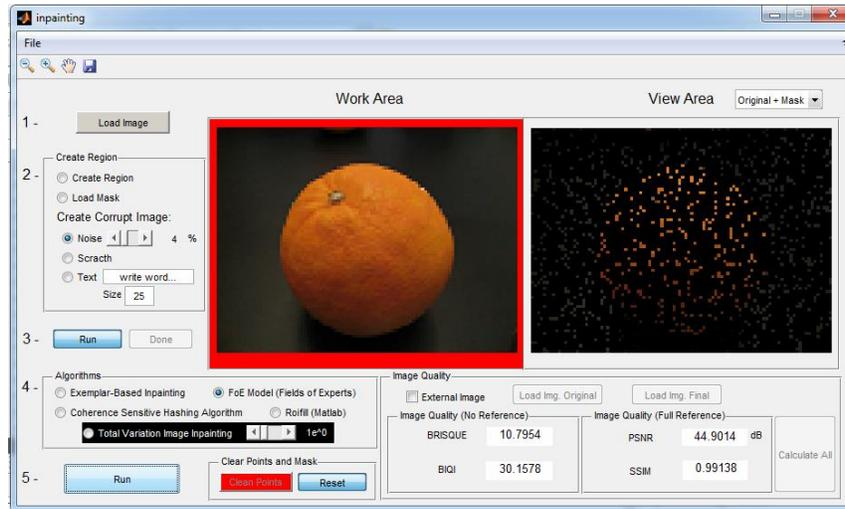 inpainting
File
Work Area
View Area
Original + Mask
1 -
Load Image
Create Region
2 -
Create Region
Load Mask
Create Corrupt Image:
Noise
4 %
Scracth
Text
write word...
Size
25
3 -
Run
Done
Algorithms
4 -
Exemplar-Based Inpainting
FoE Model (Fields of Experts)
Coherence Sensitive Hashing Algorithm
Roifill (Matlab)
Total Variation Image Inpainting
1e^0
Image Quality
External Image
Load Img. Original
Load Img. Final
Image Quality (No Reference)
BRISQUE
10.7954
BIQI
30.1578
Image Quality (Full Reference)
PSNR
44.9014 dB
SSIM
0.99138
Calculate All
5 -
Run
Clear Points and Mask
Clean Points
Reset